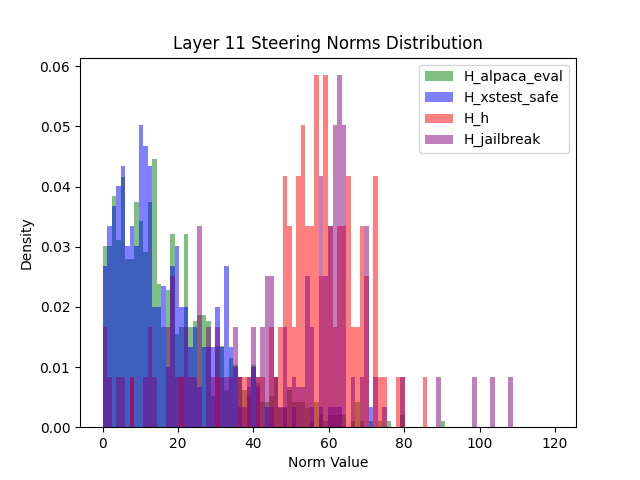 Layer 11 Steering Norms Distribution
H_alpaca_eval
H_xstest_safe
H_h
H_jailbreak
0.06
0.05
0.04
0.03
0.02
0.01
0.00
Density
0 20 40 60 80 100 120
Norm Value